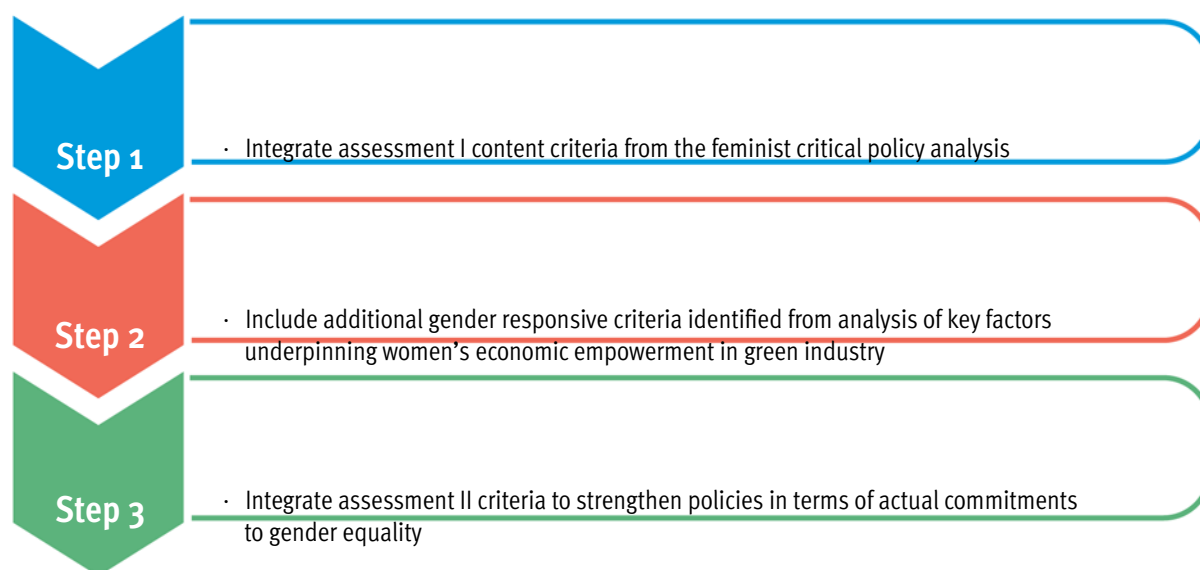 Step 1
· Integrate assessment I content criteria from the feminist critical policy analysis
Step 2
· Include additional gender responsive criteria identified from analysis of key factors
underpinning women’s economic empowerment in green industry
Step 3
· Integrate assessment II criteria to strengthen policies in terms of actual commitments
to gender equality